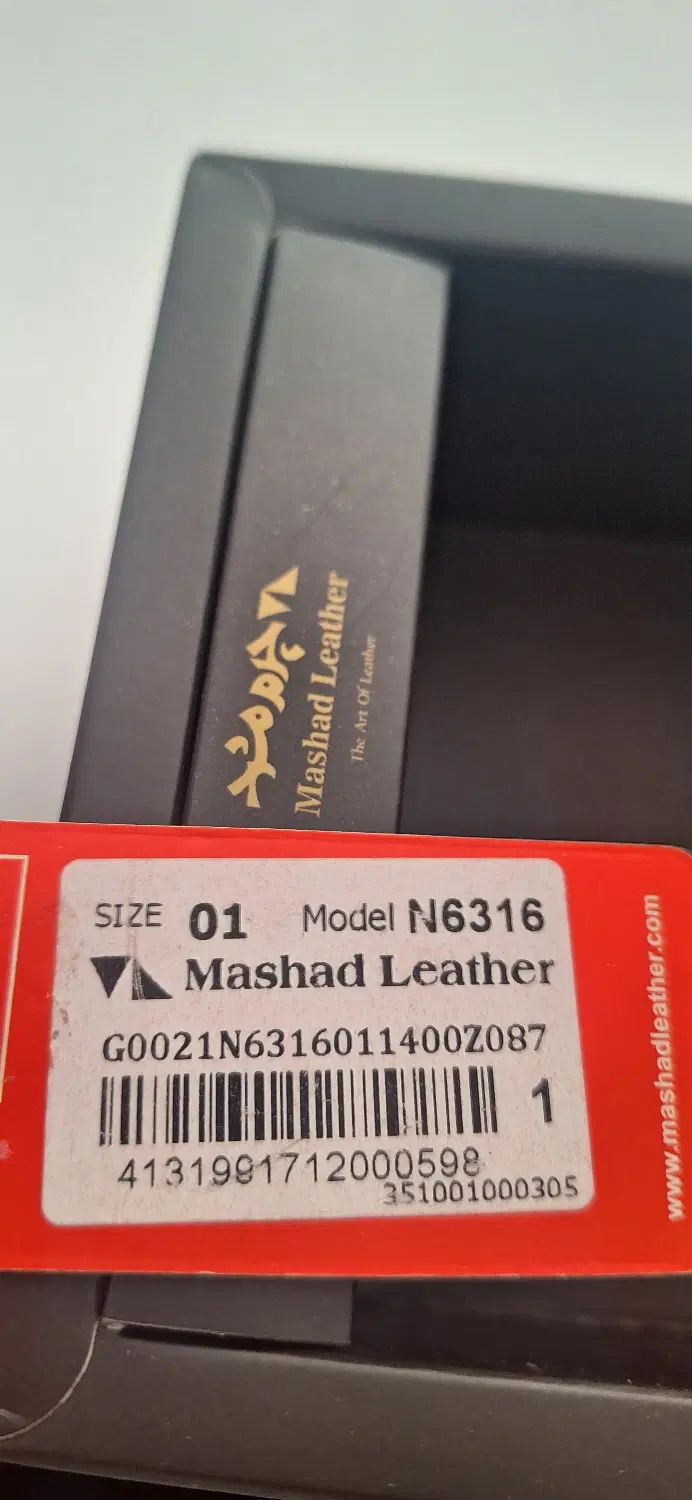 چرم مشهد
Mashad Leather
The Art Of Leather
SIZE 01 Model N6316
Mashad Leather
G0021N6316011400Z087
1
4131991712000598
351001000305
www.mashadleather.com